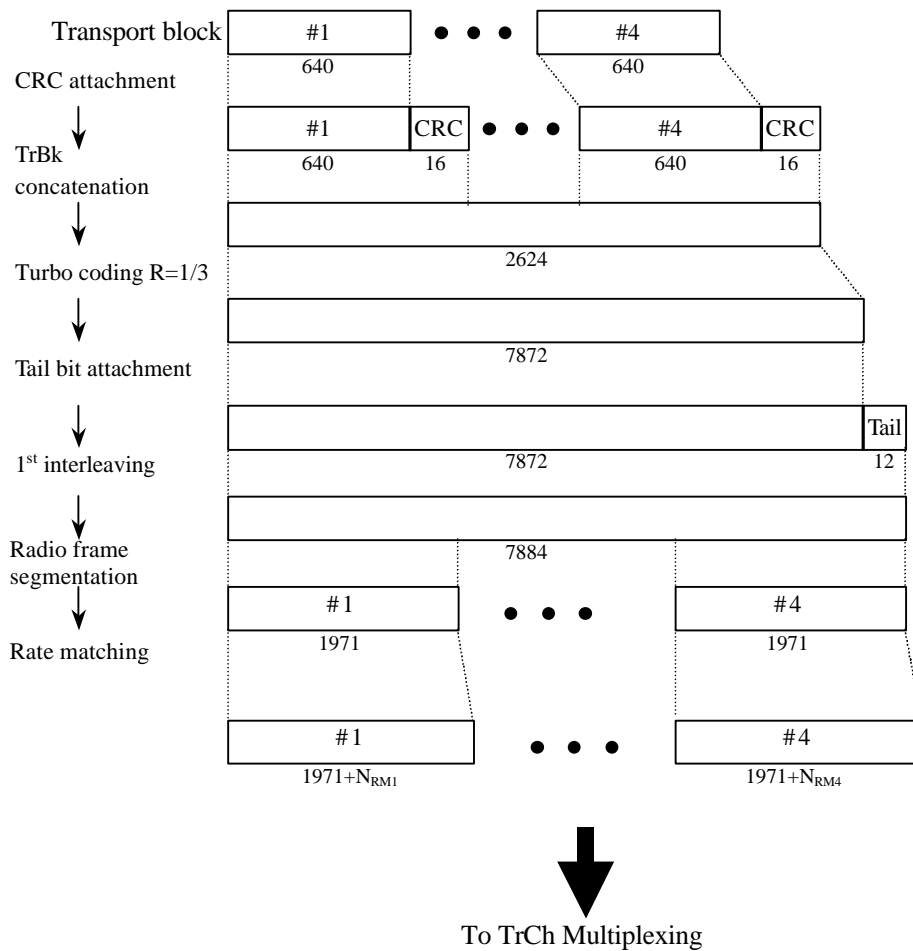 Transport block
#1
#4
640
640
CRC attachment
#1
CRC
#4
CRC
640
16
640
16
TrBk
concatenation
2624
Turbo coding R=1/3
7872
Tail bit attachment
Tail
7872
12
1st interleaving
7884
Radio frame
segmentation
#1
#4
1971
1971
Rate matching
#1
#4
1971+NRM1
1971+NRM4
To TrCh Multiplexing